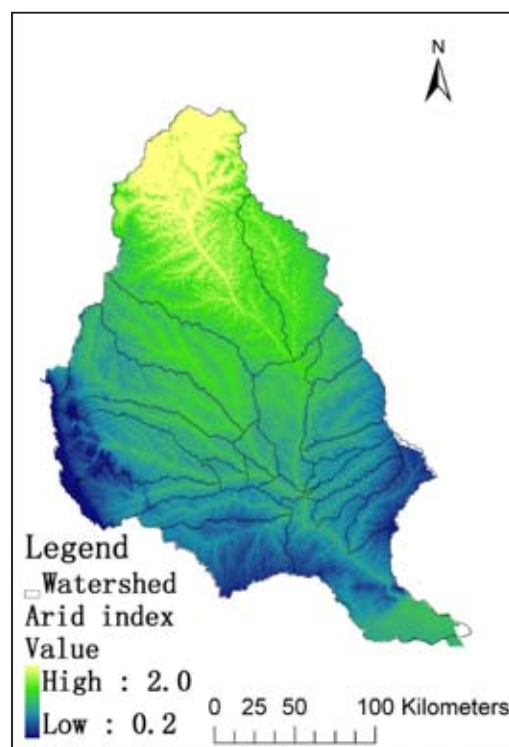 N
Legend
Watershed
Arid index
Value
High : 2.0
Low : 0.2
0 25 50 100 Kilometers